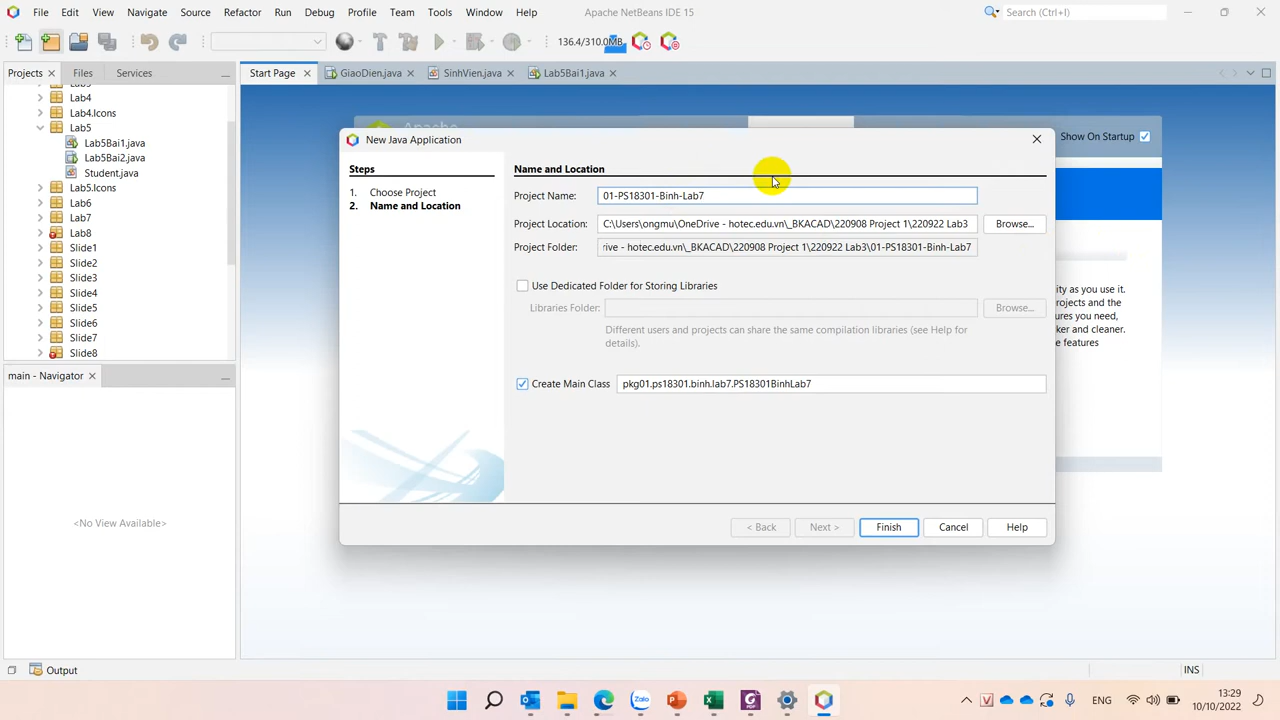 File Edit View Navigate Source Refactor Run Debug Profile Team Tools Window Help
Apache NetBeans IDE 15
Search (Ctrl+I)
136.4/310.0MB
Projects
Files
Services
Start Page
GiaoDien.java
SinhVien.java
Lab5Bai1.java
Lab4
Lab4.Icons
Lab5
Lab5Bai1.java
Lab5Bai2.java
Student.java
Lab5.Icons
Lab6
Lab7
Lab8
Slide1
Slide2
Slide3
Slide4
Slide5
Slide6
Slide7
Slide8
main - Navigator
<No View Available>
Output
Apache
Show On Startup
New Java Application
Steps
1. Choose Project
2. Name and Location
Name and Location
Project Name: 01-PS18301-Binh-Lab7
Project Location: C:\Users\ongmu\OneDrive - hotec.edu.vn\_BKACAD\220908 Project 1\220922 Lab3 Browse...
Project Folder: rive - hotec.edu.vn\_BKACAD\220908 Project 1\220922 Lab3\01-PS18301-Binh-Lab7
Use Dedicated Folder for Storing Libraries
Libraries Folder: Browse...
Different users and projects can share the same compilation libraries (see Help for
details).
Create Main Class pkg01.ps18301.binh.lab7.PS18301BinhLab7
< Back Next > Finish Cancel Help
ity as you use it.
rojects and the
ures you need,
ker and cleaner.
e features
INS
Zalo
PDF
ENG
13:29
10/10/2022